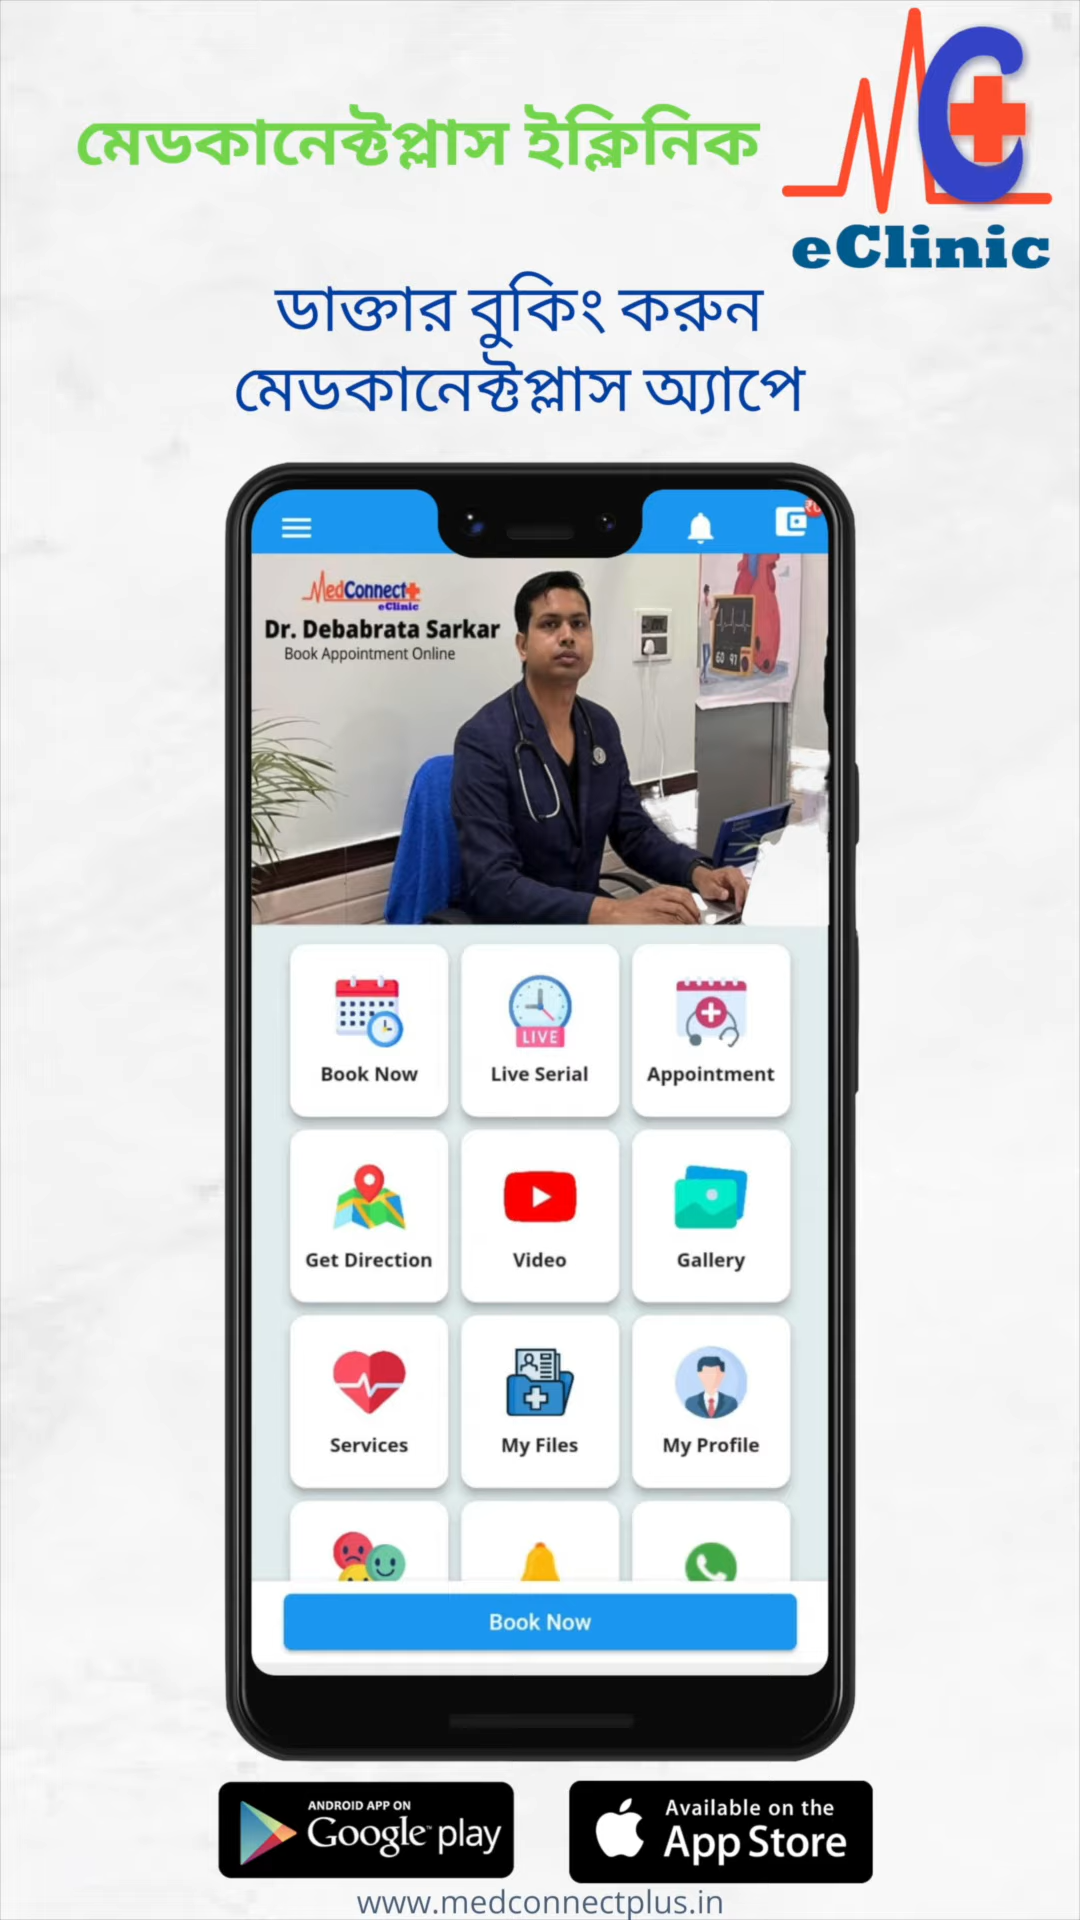 মেডকানেক্টপ্লাস ইক্লিনিক
eClinic
ডাক্তার বুকিং করুন
মেডকানেক্টপ্লাস অ্যাপে
MedConnect
eClinic
Dr. Debabrata Sarkar
Book Appointment Online
60 97
LIVE
Book Now
Live Serial
Appointment
Get Direction
Video
Gallery
Services
My Files
My Profile
Book Now
ANDROID APP ON
Google play
Available on the
App Store
www.medconnectplus.in